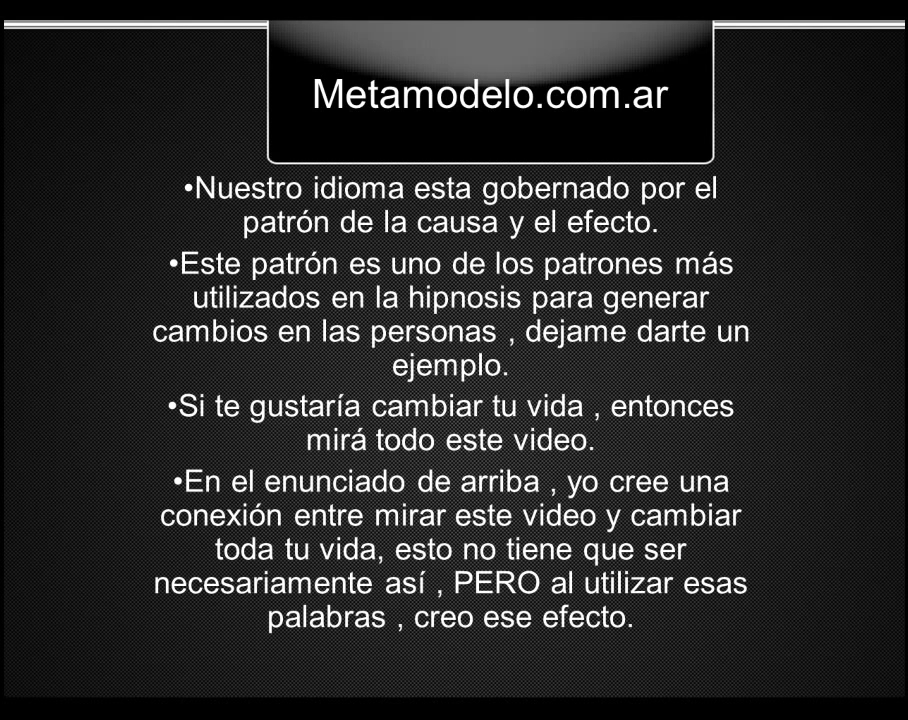 Metamodelo.com.ar
•Nuestro idioma esta gobernado por el
patrón de la causa y el efecto.
•Este patrón es uno de los patrones más
utilizados en la hipnosis para generar
cambios en las personas , dejame darte un
ejemplo.
•Si te gustaría cambiar tu vida , entonces
mirá todo este video.
•En el enunciado de arriba , yo cree una
conexión entre mirar este video y cambiar
toda tu vida, esto no tiene que ser
necesariamente así , PERO al utilizar esas
palabras , creo ese efecto.